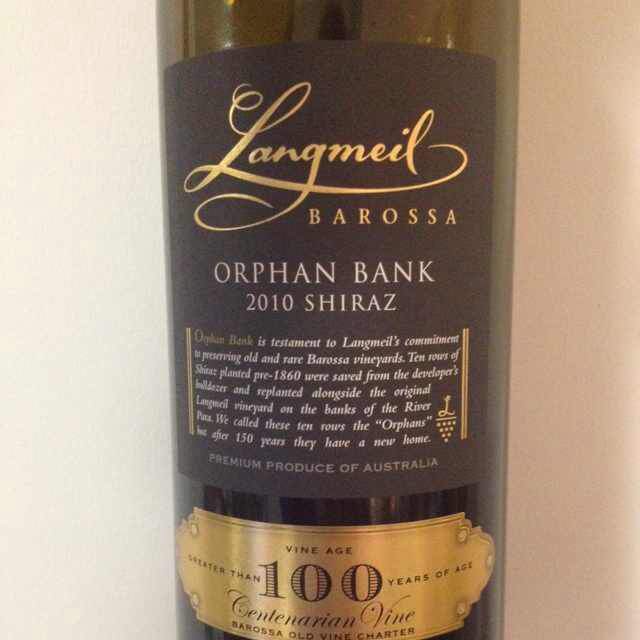 Langmeil
BAROSSA
ORPHAN BANK
2010 SHIRAZ
Orphan Bank is testament to Langmeil's commitment
to preserving old and rare Barossa vineyards. Ten rows of
Shiraz planted pre-1860 were saved from the developer's
bulldozer and replanted alongside the original
Langmeil vineyard on the banks of the River
Para. We called these ten rows the "Orphans"
but after 150 years they have a new home.
L
PREMIUM PRODUCE OF AUSTRALIA
VINE AGE
GREATER THAN 100 YEARS OF AGE
Centenarian Vine
BAROSSA OLD VINE CHARTER